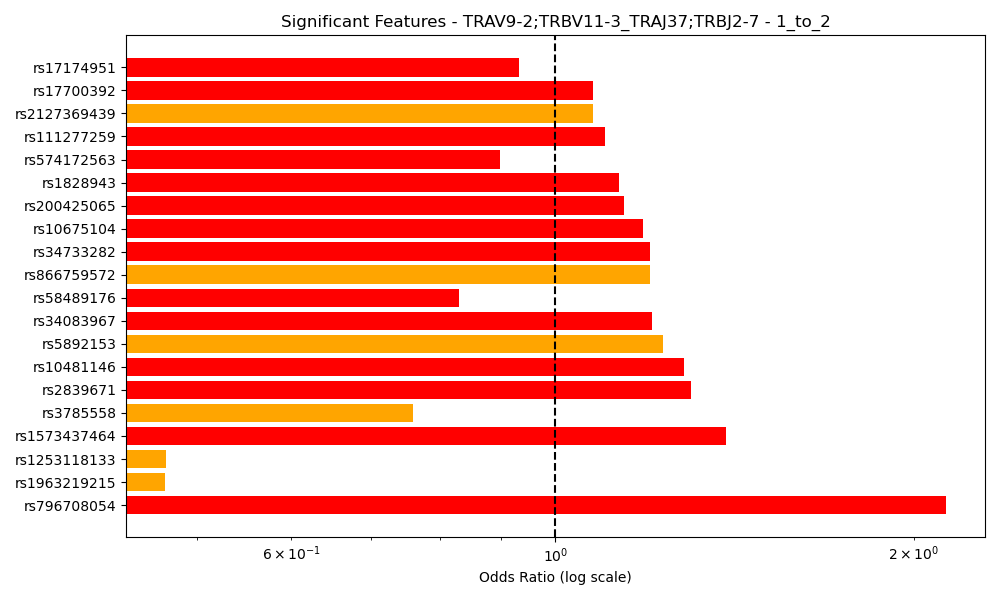 Significant Features - TRAV9-2;TRBV11-3_TRAJ37;TRBJ2-7 - 1_to_2
rs17174951
rs17700392
rs2127369439
rs111277259
rs574172563
rs1828943
rs200425065
rs10675104
rs34733282
rs866759572
rs58489176
rs34083967
rs5892153
rs10481146
rs2839671
rs3785558
rs1573437464
rs1253118133
rs1963219215
rs796708054
6 × 10⁻¹ 10⁰ 2 × 10⁰
Odds Ratio (log scale)